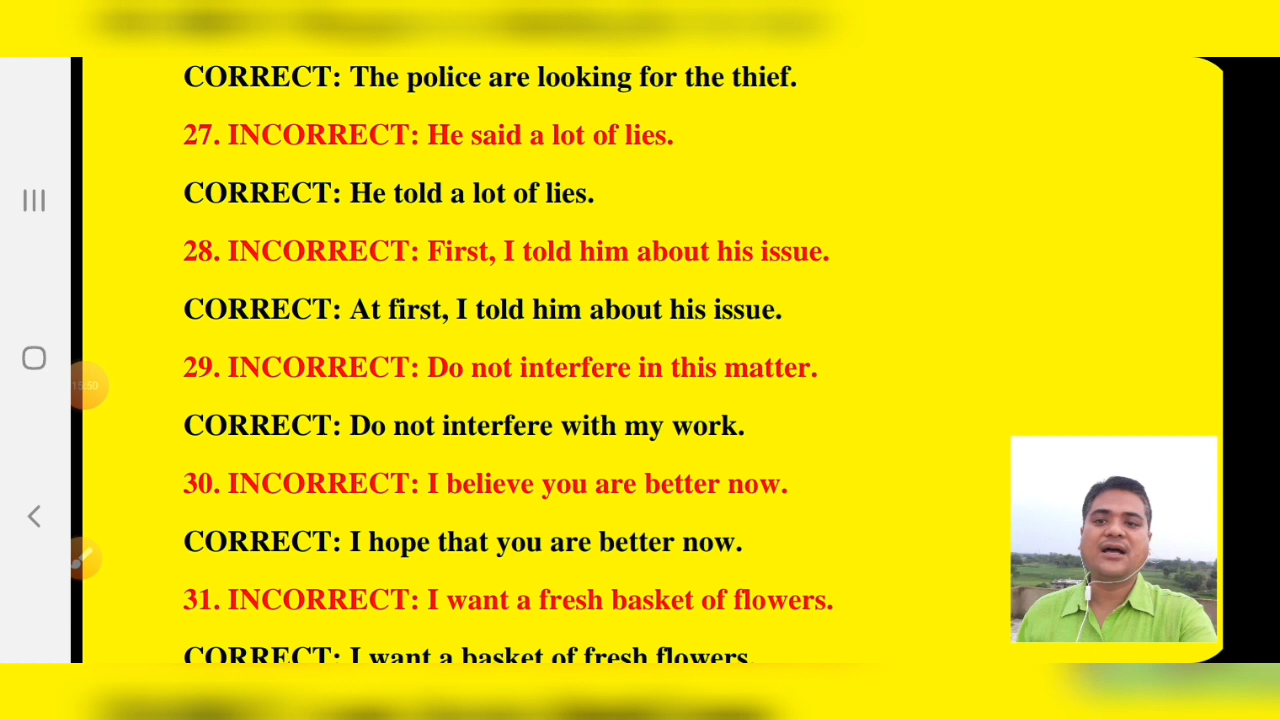 CORRECT: The police are looking for the thief.
27. INCORRECT: He said a lot of lies.
CORRECT: He told a lot of lies.
28. INCORRECT: First, I told him about his issue.
CORRECT: At first, I told him about his issue.
29. INCORRECT: Do not interfere in this matter.
15:50
CORRECT: Do not interfere with my work.
30. INCORRECT: I believe you are better now.
CORRECT: I hope that you are better now.
31. INCORRECT: I want a fresh basket of flowers.
CORRECT: I want a basket of fresh flowers.